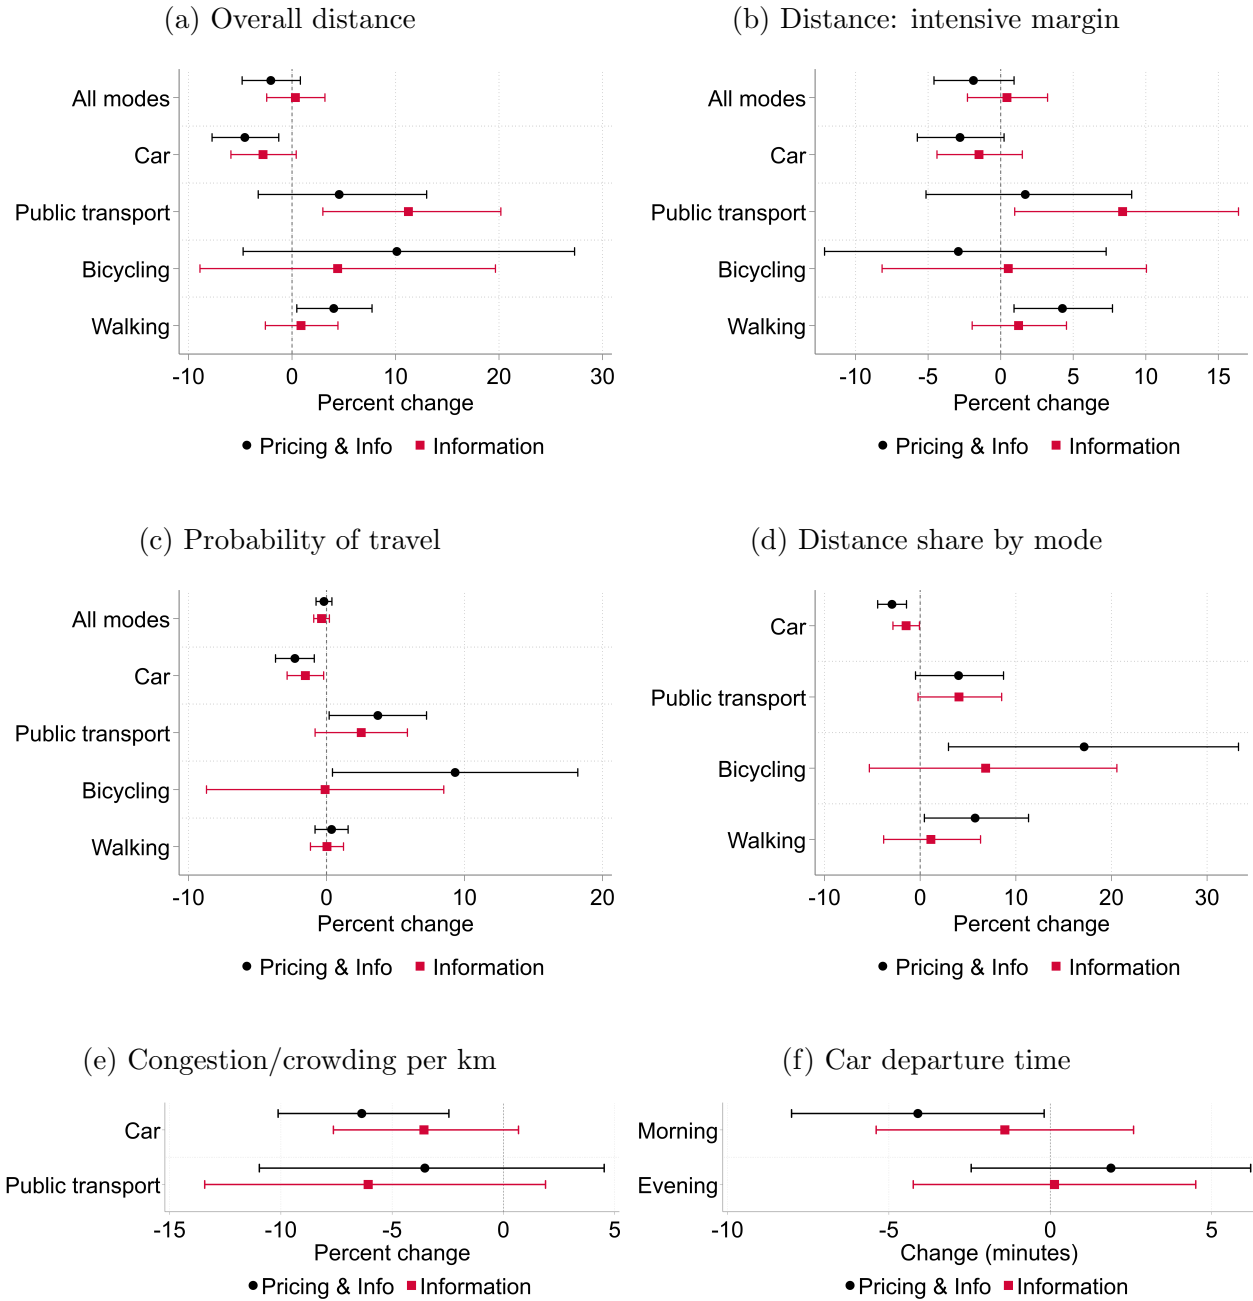 (a) Overall distance
All modes
Car
Public transport
Bicycling
Walking
-10 0 10 20 30
Percent change
Pricing & Info Information
(b) Distance: intensive margin
All modes
Car
Public transport
Bicycling
Walking
-10 -5 0 5 10 15
Percent change
Pricing & Info Information
(c) Probability of travel
All modes
Car
Public transport
Bicycling
Walking
-10 0 10 20
Percent change
Pricing & Info Information
(d) Distance share by mode
Car
Public transport
Bicycling
Walking
-10 0 10 20 30
Percent change
Pricing & Info Information
(e) Congestion/crowding per km
Car
Public transport
-15 -10 -5 0 5
Percent change
Pricing & Info Information
(f) Car departure time
Morning
Evening
-10 -5 0 5
Change (minutes)
Pricing & Info Information